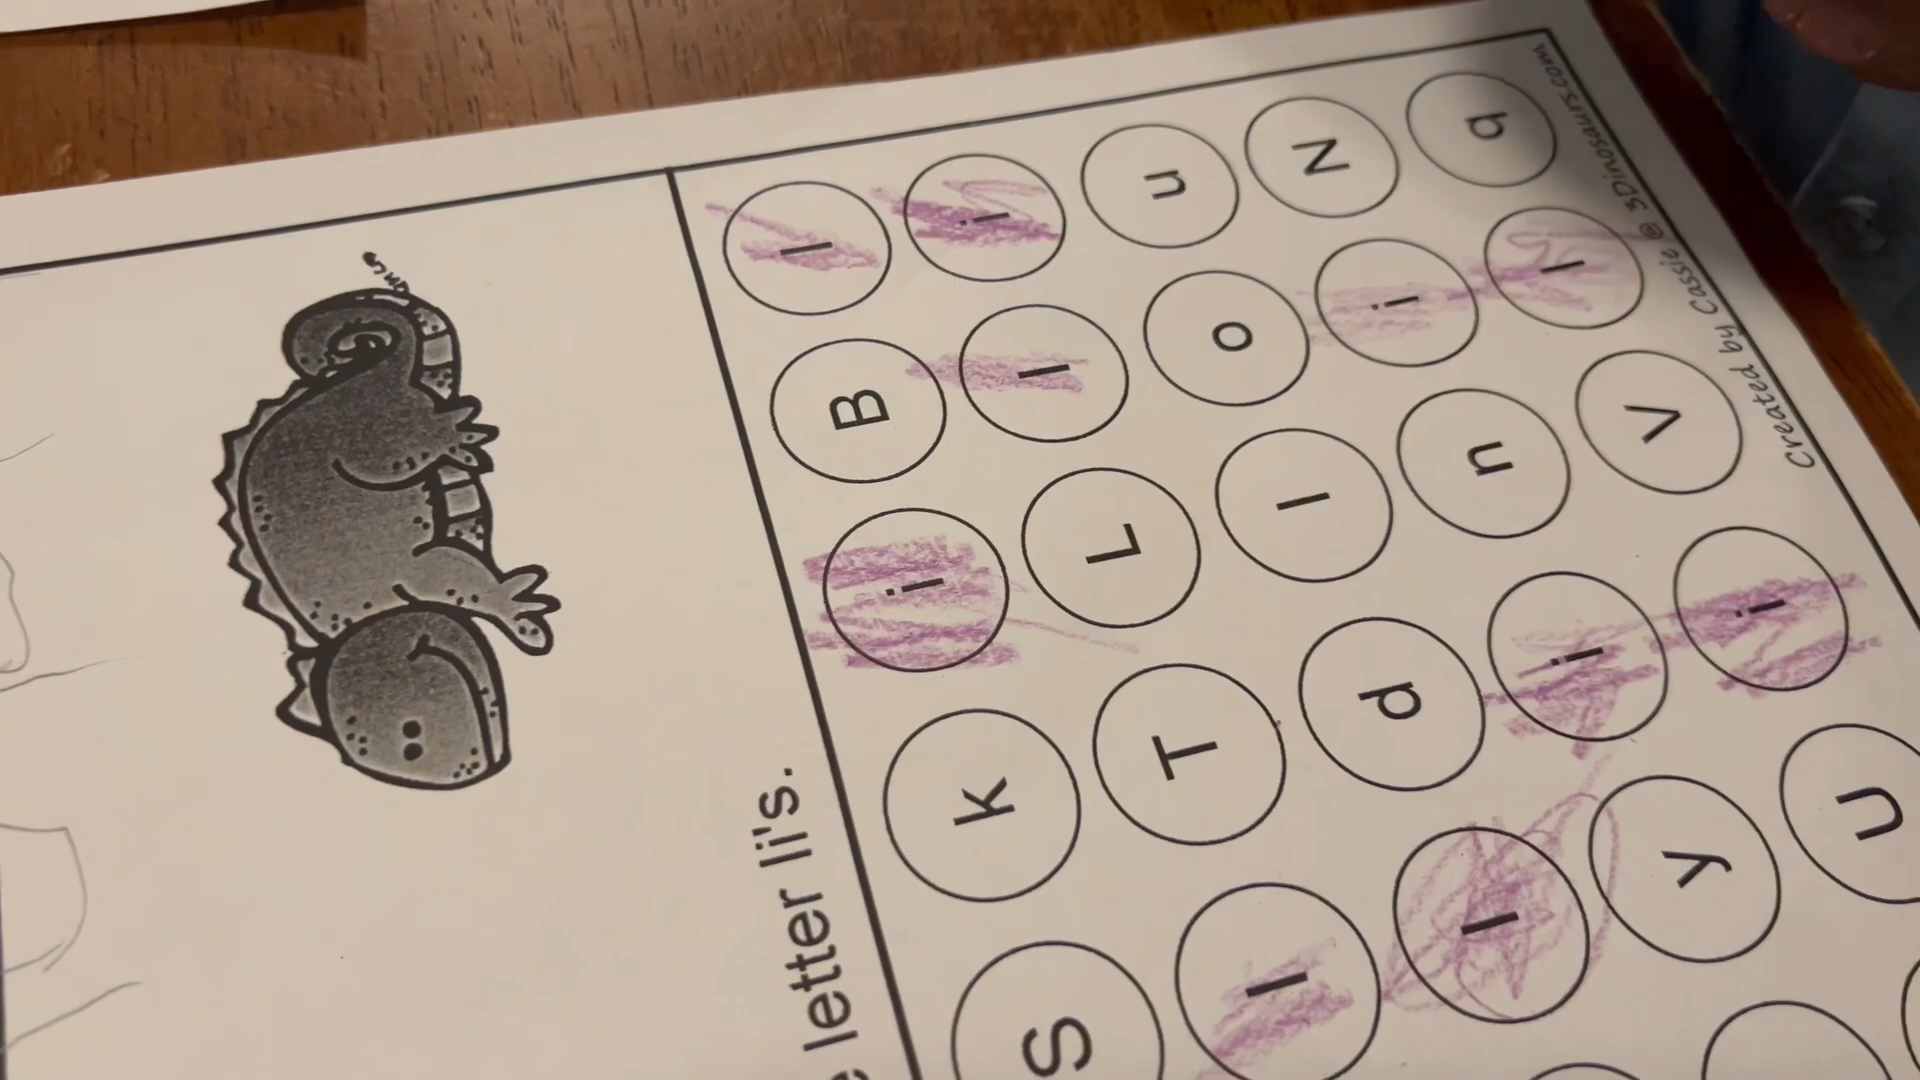 letter Ii's.
S K i B I
I T L I i
I d I o u
y i n i N
U i V I
Created by Cassie @ 3Dinosaurs.com